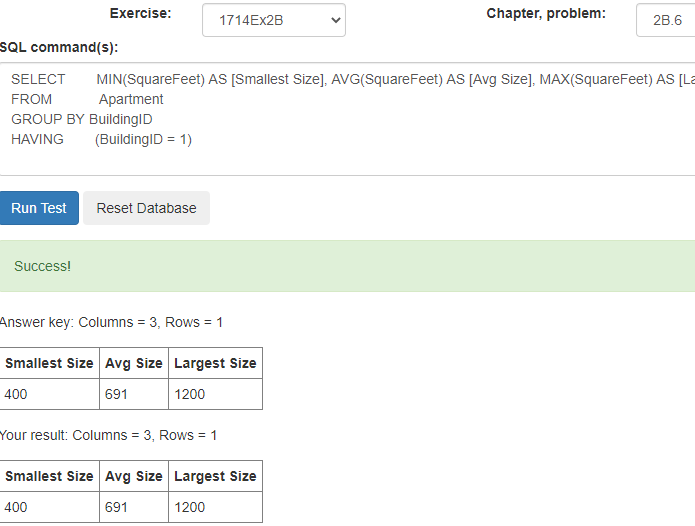 Exercise: 1714Ex2B Chapter, problem: 2B.6
SQL command(s):
SELECT MIN(SquareFeet) AS [Smallest Size], AVG(SquareFeet) AS [Avg Size], MAX(SquareFeet) AS [La
FROM Apartment
GROUP BY BuildingID
HAVING (BuildingID = 1)
Run Test Reset Database
Success!
Answer key: Columns = 3, Rows = 1
Smallest Size Avg Size Largest Size
400 691 1200
Your result: Columns = 3, Rows = 1
Smallest Size Avg Size Largest Size
400 691 1200